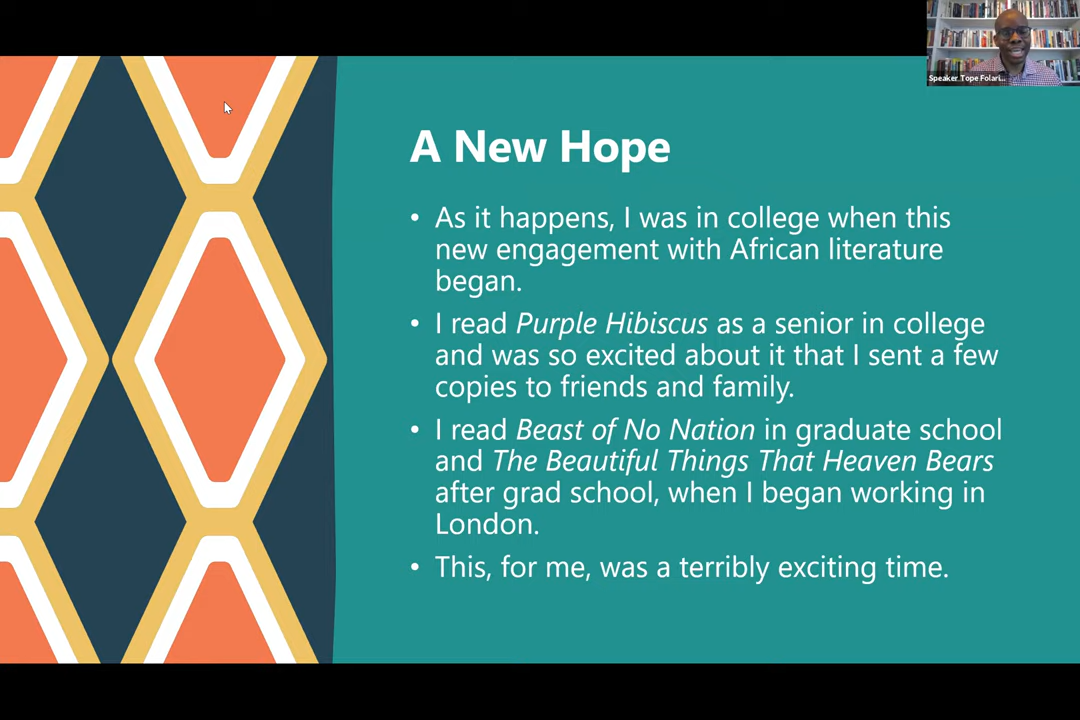 Speaker Tope Folari...
A New Hope
• As it happens, I was in college when this
new engagement with African literature
began.
• I read Purple Hibiscus as a senior in college
and was so excited about it that I sent a few
copies to friends and family.
• I read Beast of No Nation in graduate school
and The Beautiful Things That Heaven Bears
after grad school, when I began working in
London.
• This, for me, was a terribly exciting time.